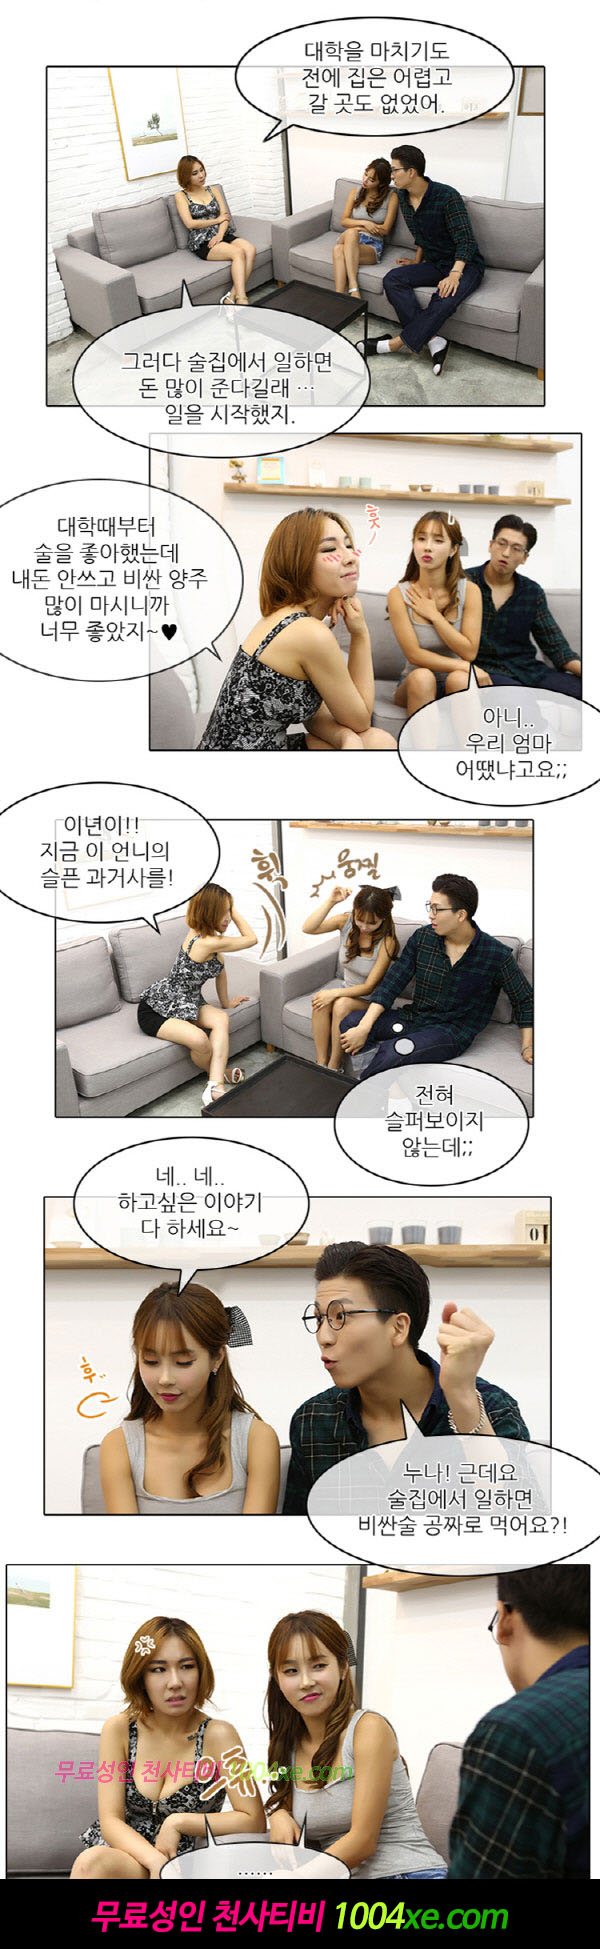 대학을 마치기도
전에 집은 어렵고
갈 곳도 없었어.
그러다 술집에서 일하면
돈 많이 준다길래 …
일을 시작했지.
훗
대학때부터
술을 좋아했는데
내돈 안쓰고 비싼 양주
많이 마시니까
너무 좋았지~♥
아니..
우리 엄마
어땠냐고요;;
이년이!!
지금 이 언니의
슬픈 과거사를!
휙
움찔
전혀
슬퍼보이지
않는데;;
네.. 네..
하고싶은 이야기
다 하세요~
휴
누나! 근데요
술집에서 일하면
비싼술 공짜로 먹어요?!
무료성인 천사티비 1004xe.com
......
무료성인 천사티비 1004xe.com